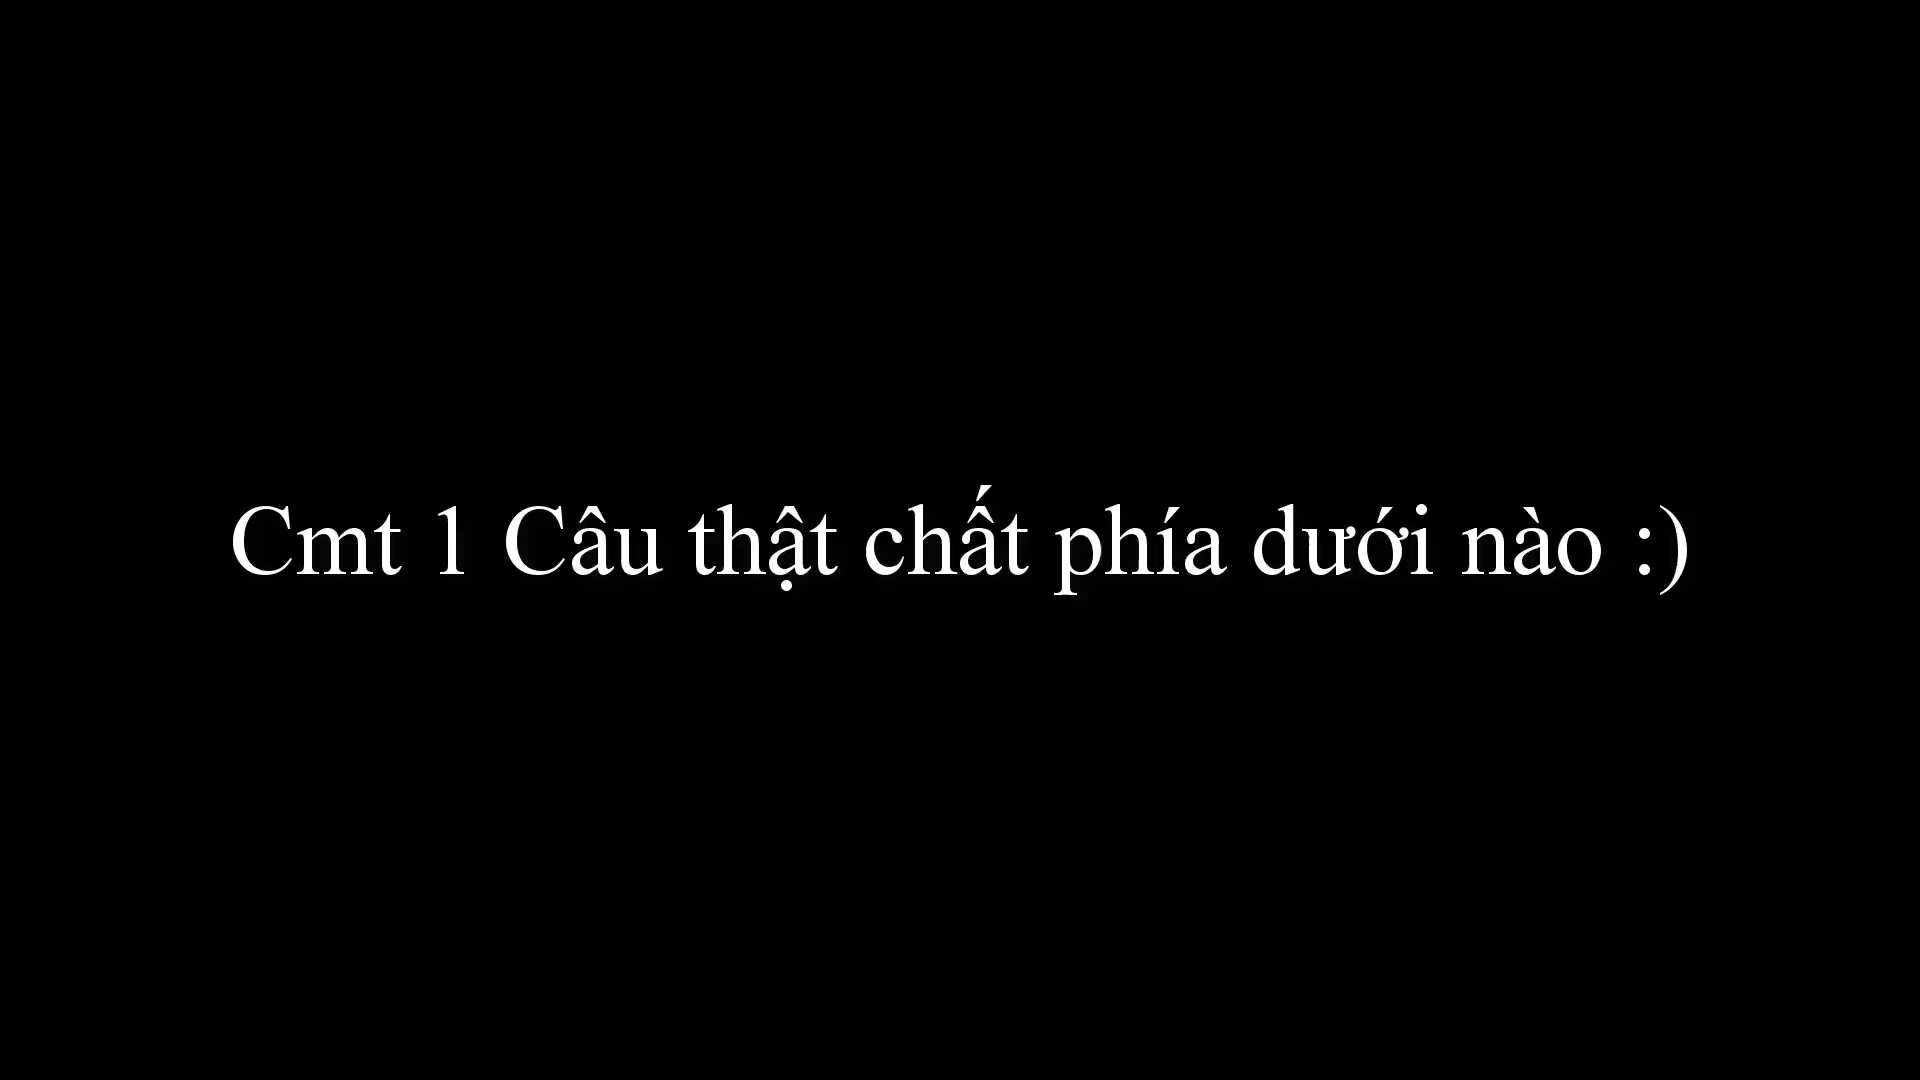 Cmt 1 Câu thật chất phía dưới nào :)